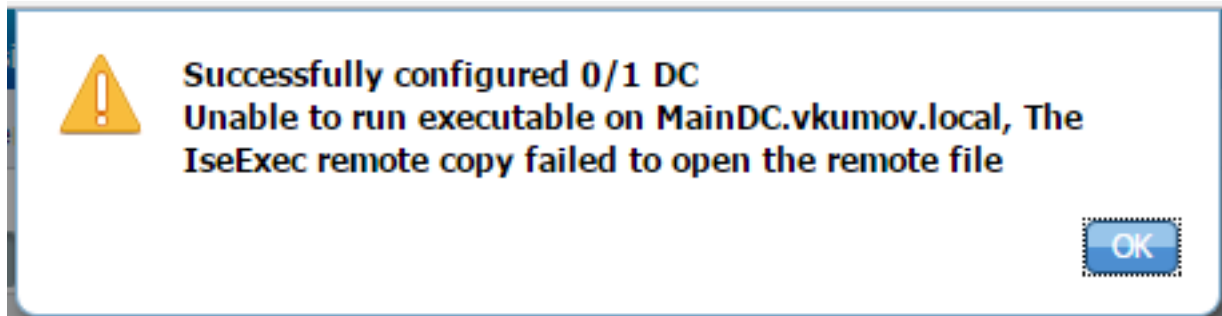 Successfully configured 0/1 DC
Unable to run executable on MainDC.vkumov.local, The
IseExec remote copy failed to open the remote file
OK